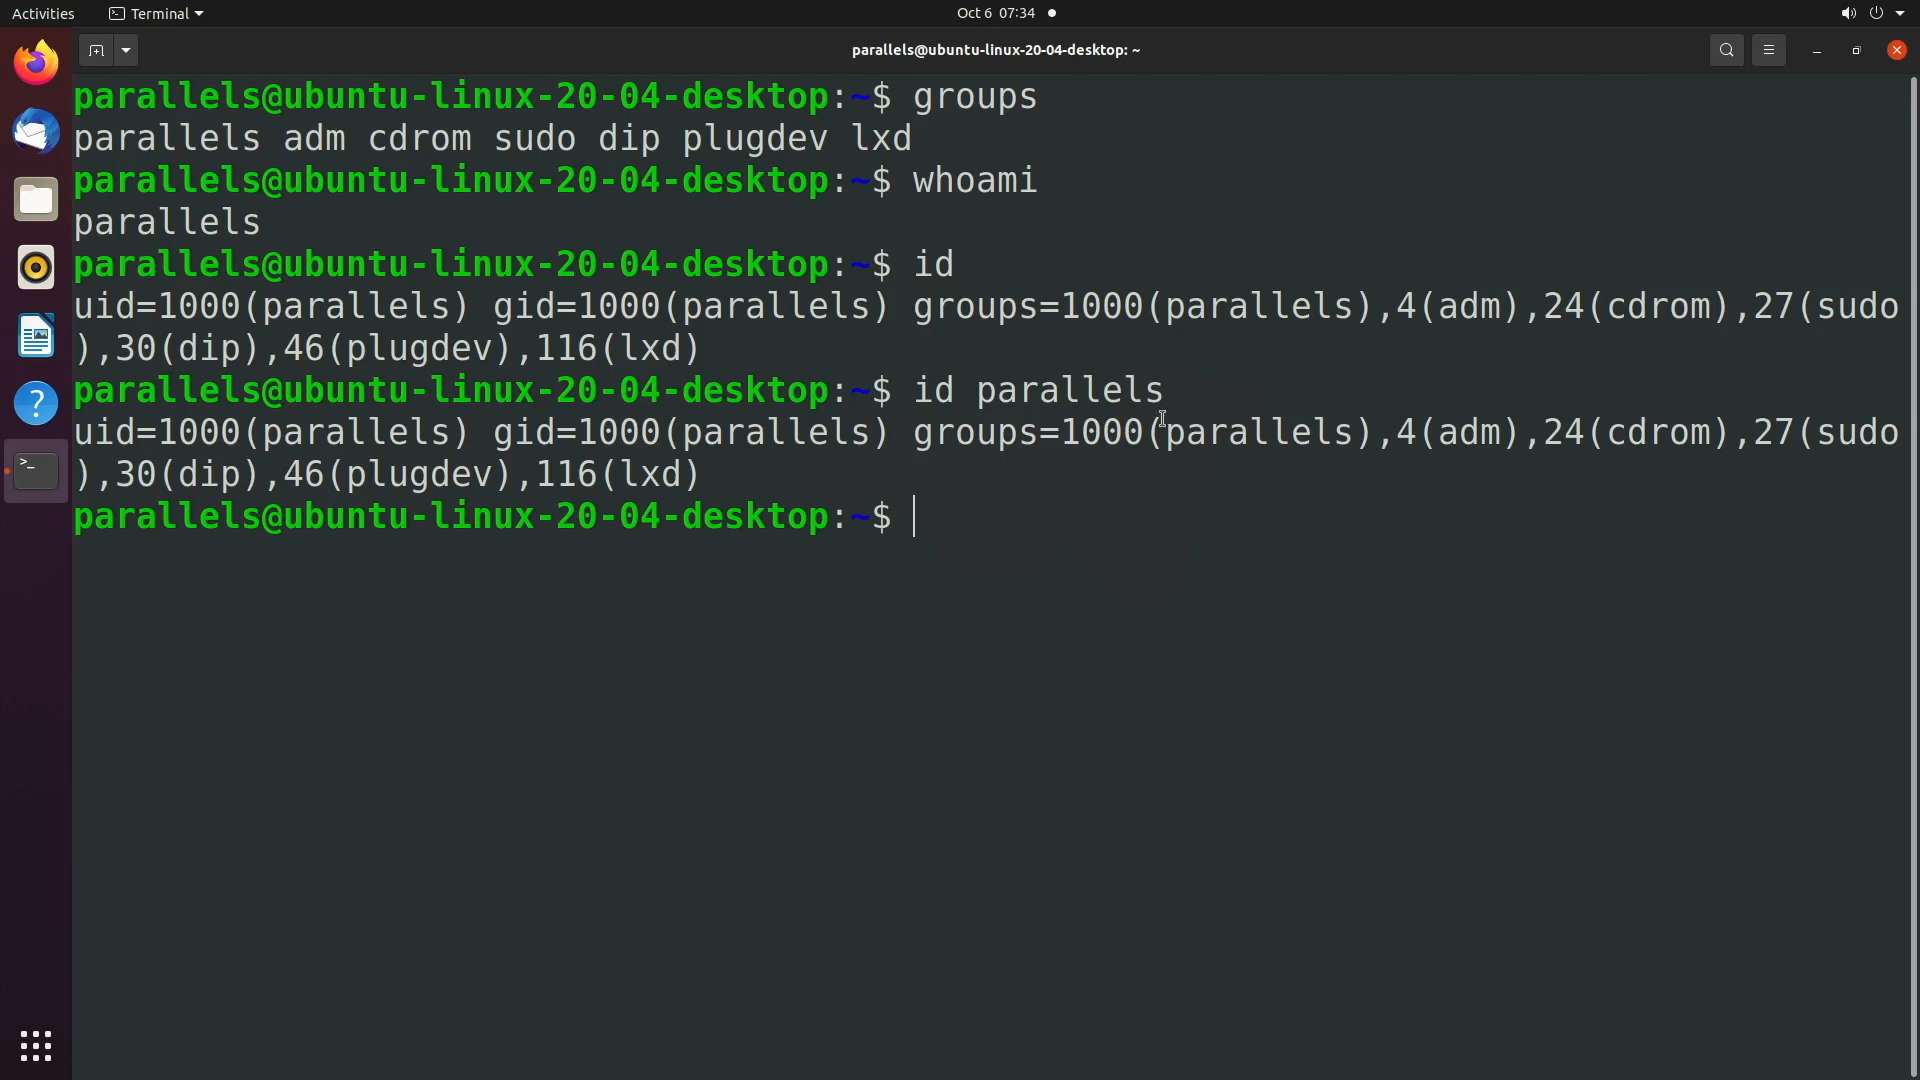 Activities Terminal Oct 6 07:34
parallels@ubuntu-linux-20-04-desktop: ~
parallels@ubuntu-linux-20-04-desktop:~$ groups
parallels adm cdrom sudo dip plugdev lxd
parallels@ubuntu-linux-20-04-desktop:~$ whoami
parallels
parallels@ubuntu-linux-20-04-desktop:~$ id
uid=1000(parallels) gid=1000(parallels) groups=1000(parallels),4(adm),24(cdrom),27(sudo
),30(dip),46(plugdev),116(lxd)
parallels@ubuntu-linux-20-04-desktop:~$ id parallels
uid=1000(parallels) gid=1000(parallels) groups=1000(parallels),4(adm),24(cdrom),27(sudo
),30(dip),46(plugdev),116(lxd)
parallels@ubuntu-linux-20-04-desktop:~$